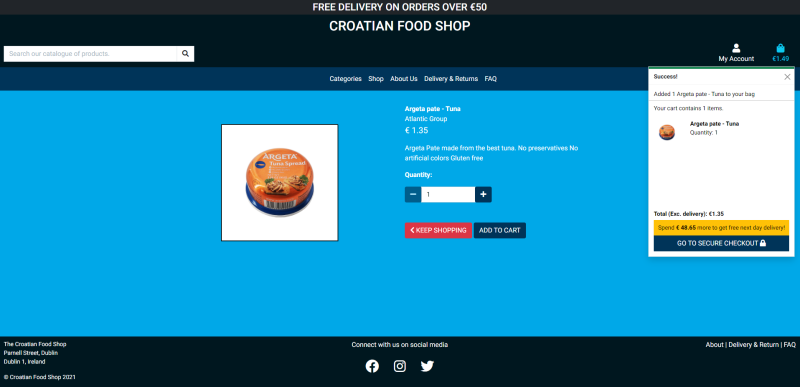 FREE DELIVERY ON ORDERS OVER €50
CROATIAN FOOD SHOP
Search our catalogue of products.
My Account
€1.49
Categories
Shop
About Us
Delivery & Returns
FAQ
Success!
Added 1 Argeta pate - Tuna to your bag
Your cart contains 1 items.
Argeta pate - Tuna
Quantity: 1
Total (Exc. delivery): €1.35
Spend € 48.65 more to get free next day delivery!
GO TO SECURE CHECKOUT
ARGETA
Tuna Spread
Argeta pate - Tuna
Atlantic Group
€ 1.35
Argeta Pate made from the best tuna. No preservatives No
artificial colors Gluten free
Quantity:
1
KEEP SHOPPING
ADD TO CART
The Croatian Food Shop
Parnell Street, Dublin
Dublin 1, Ireland
© Croatian Food Shop 2021
Connect with us on social media
About | Delivery & Return | FAQ